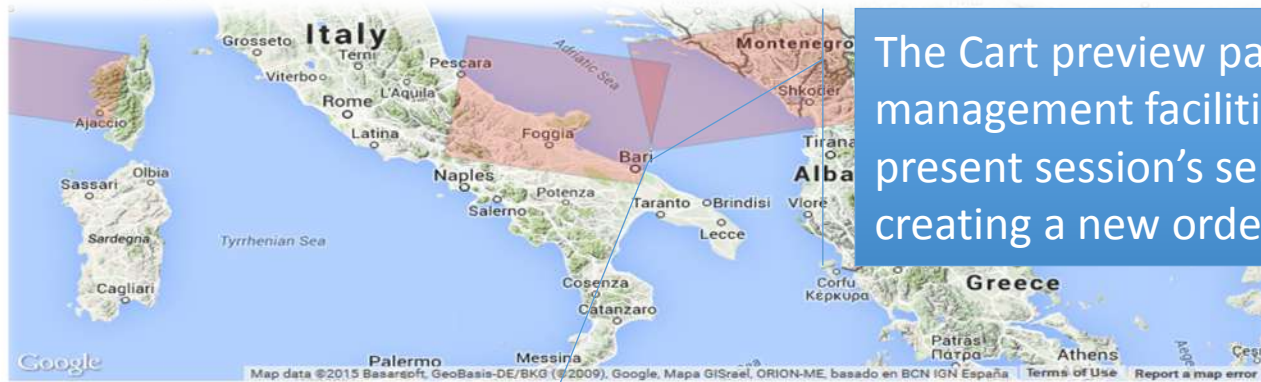 The Cart preview pa
management faciliti
present session's se
creating a new orde
Italy
Grosseto
Terni
Viterbo
Pescara
Adriatic Sea
L'Aquila
Rome
Latina
Foggia
Bari
Naples
Potenza
Salerno
Taranto
Brindisi
Lecce
Montenegro
Shkodër
Tirana
Alba
Vlorë
Ajaccio
Olbia
Sassari
Sardegna
Cagliari
Tyrrhenian Sea
Cosenza
Catanzaro
Messina
Palermo
Corfu
Κέρκυρα
Greece
Patras
Πάτρα
Athens
Google
Map data ©2015 Basarsoft, GeoBasis-DE/BKG (©2009), Google, Mapa GISrael, ORION-ME, basado en BCN IGN España
Terms of Use
Report a map error